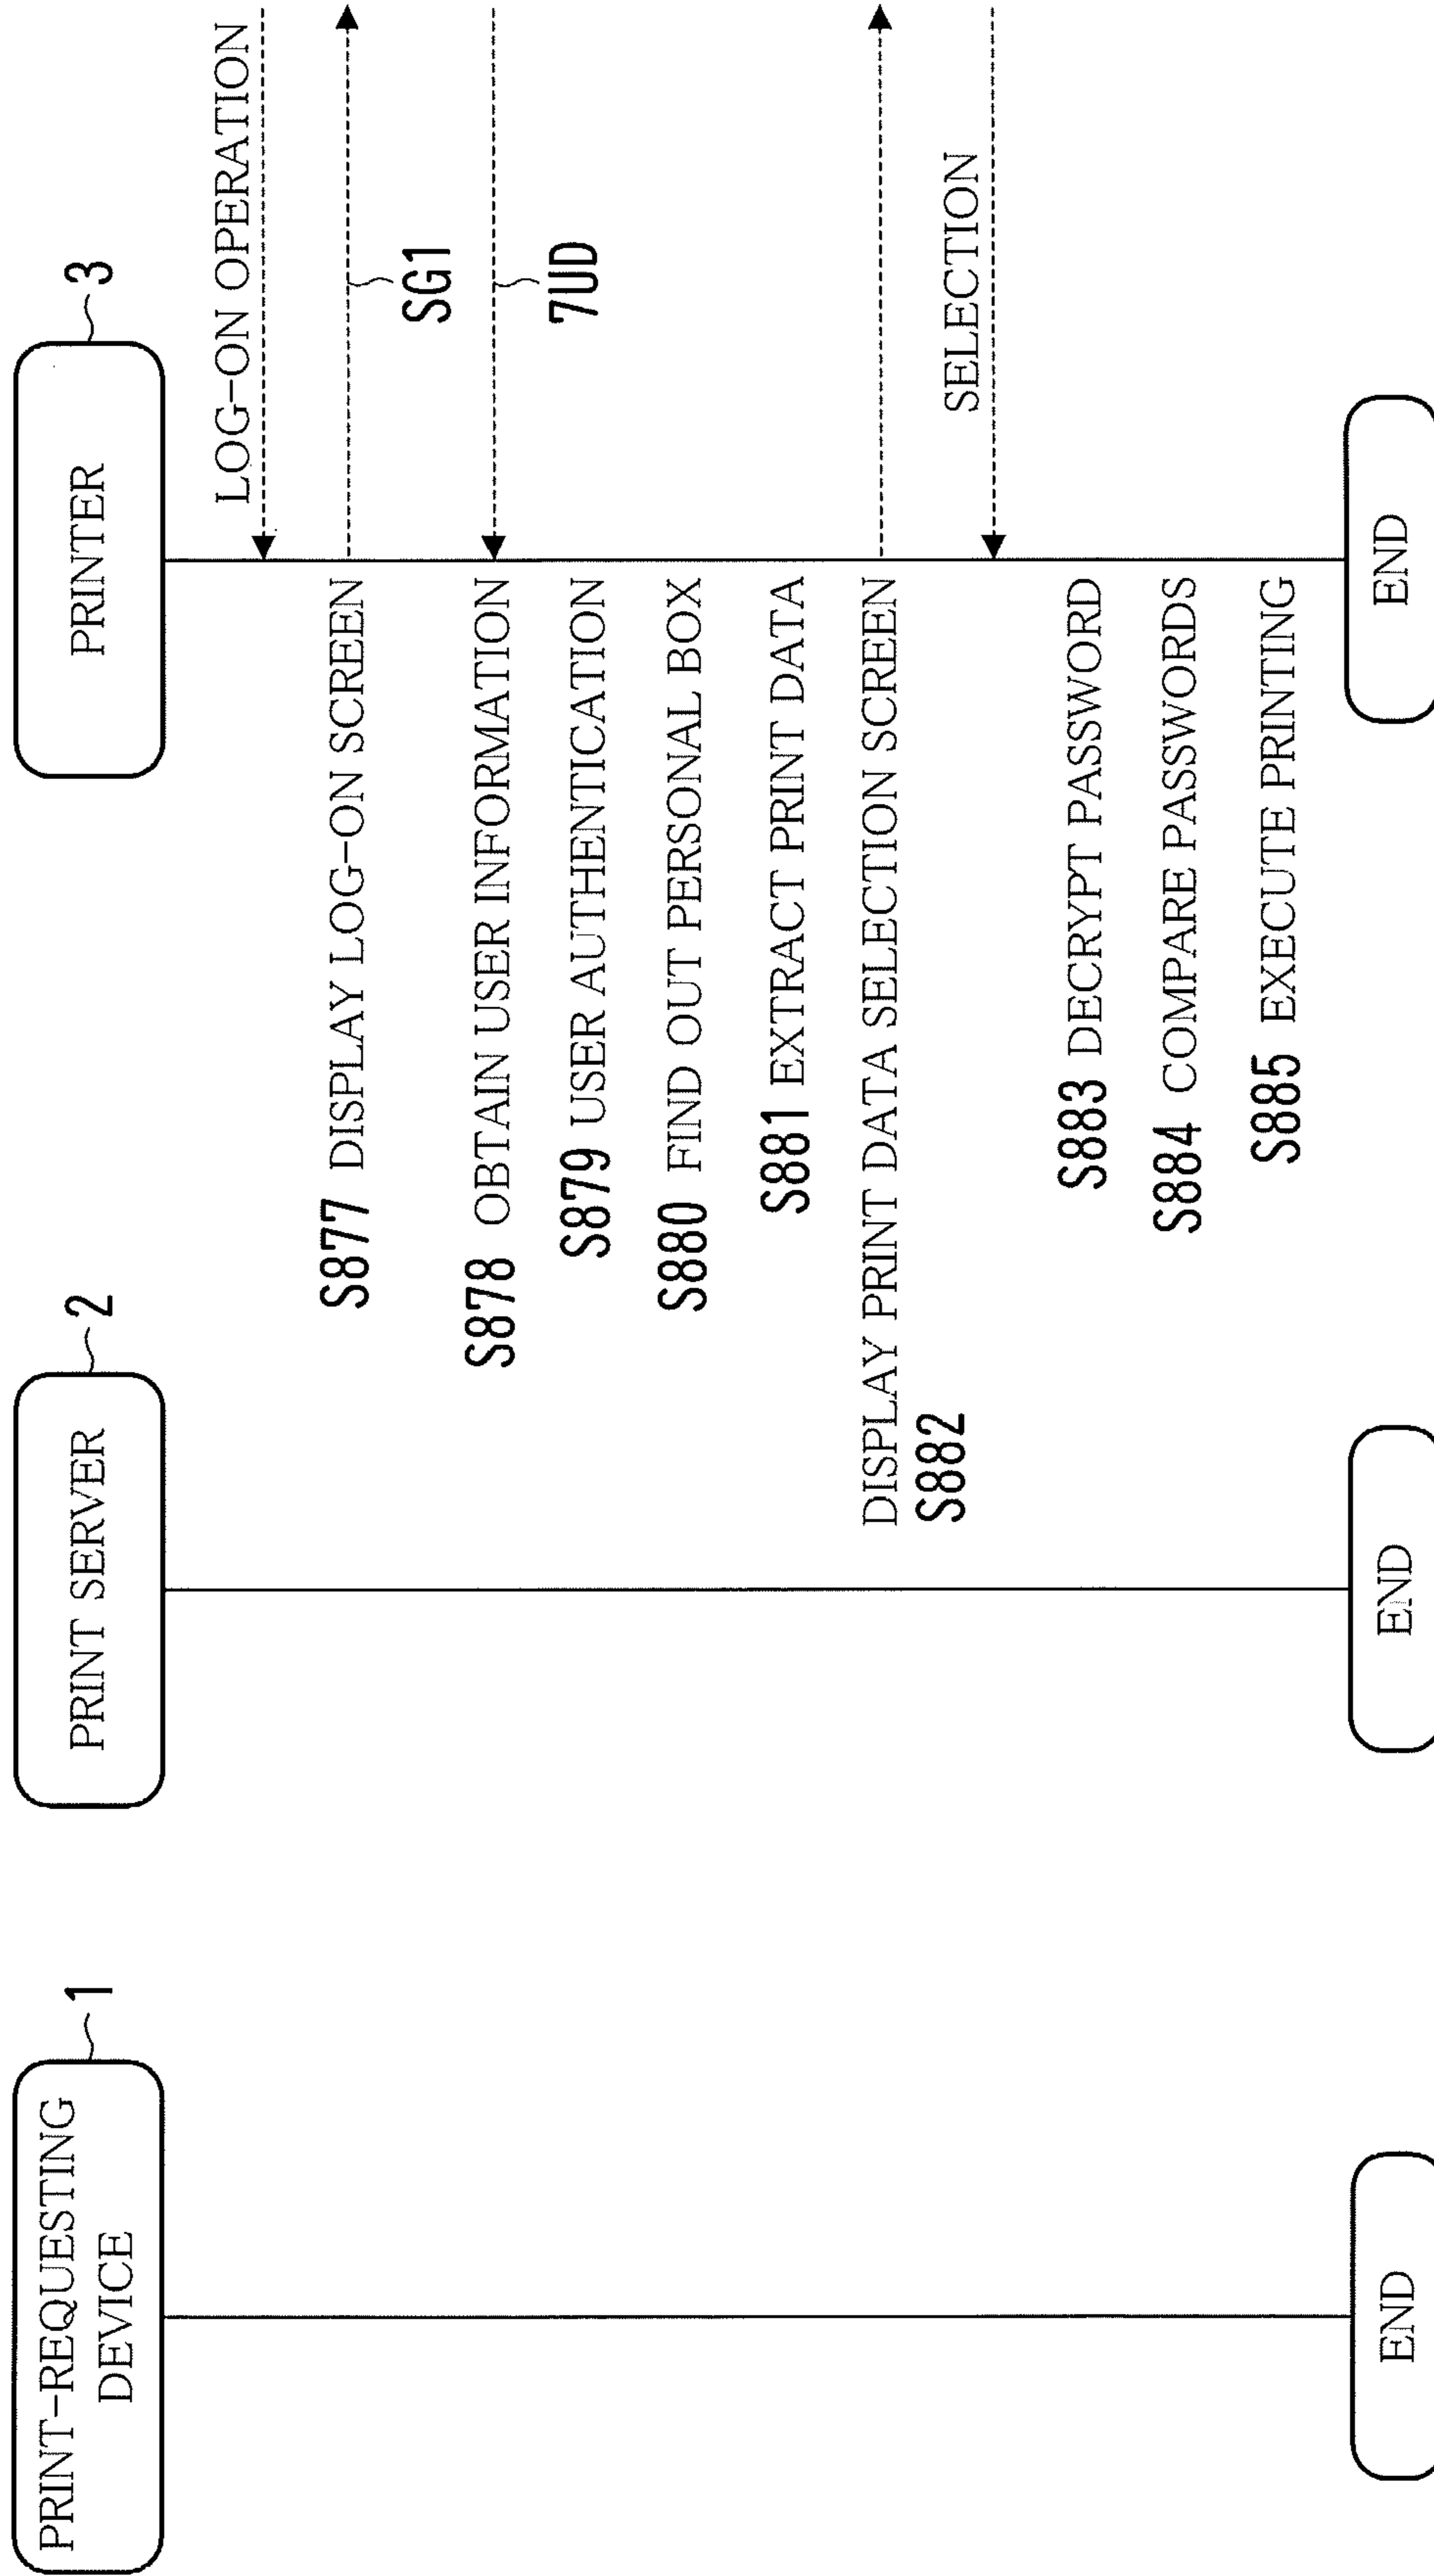 PRINT-REQUESTING
DEVICE
1
PRINT SERVER
2
PRINTER
3
LOG-ON OPERATION
S877 DISPLAY LOG-ON SCREEN
SG1
S878 OBTAIN USER INFORMATION
7UD
S879 USER AUTHENTICATION
S880 FIND OUT PERSONAL BOX
S881 EXTRACT PRINT DATA
DISPLAY PRINT DATA SELECTION SCREEN
S882
SELECTION
S883 DECRYPT PASSWORD
S884 COMPARE PASSWORDS
S885 EXECUTE PRINTING
END
END
END